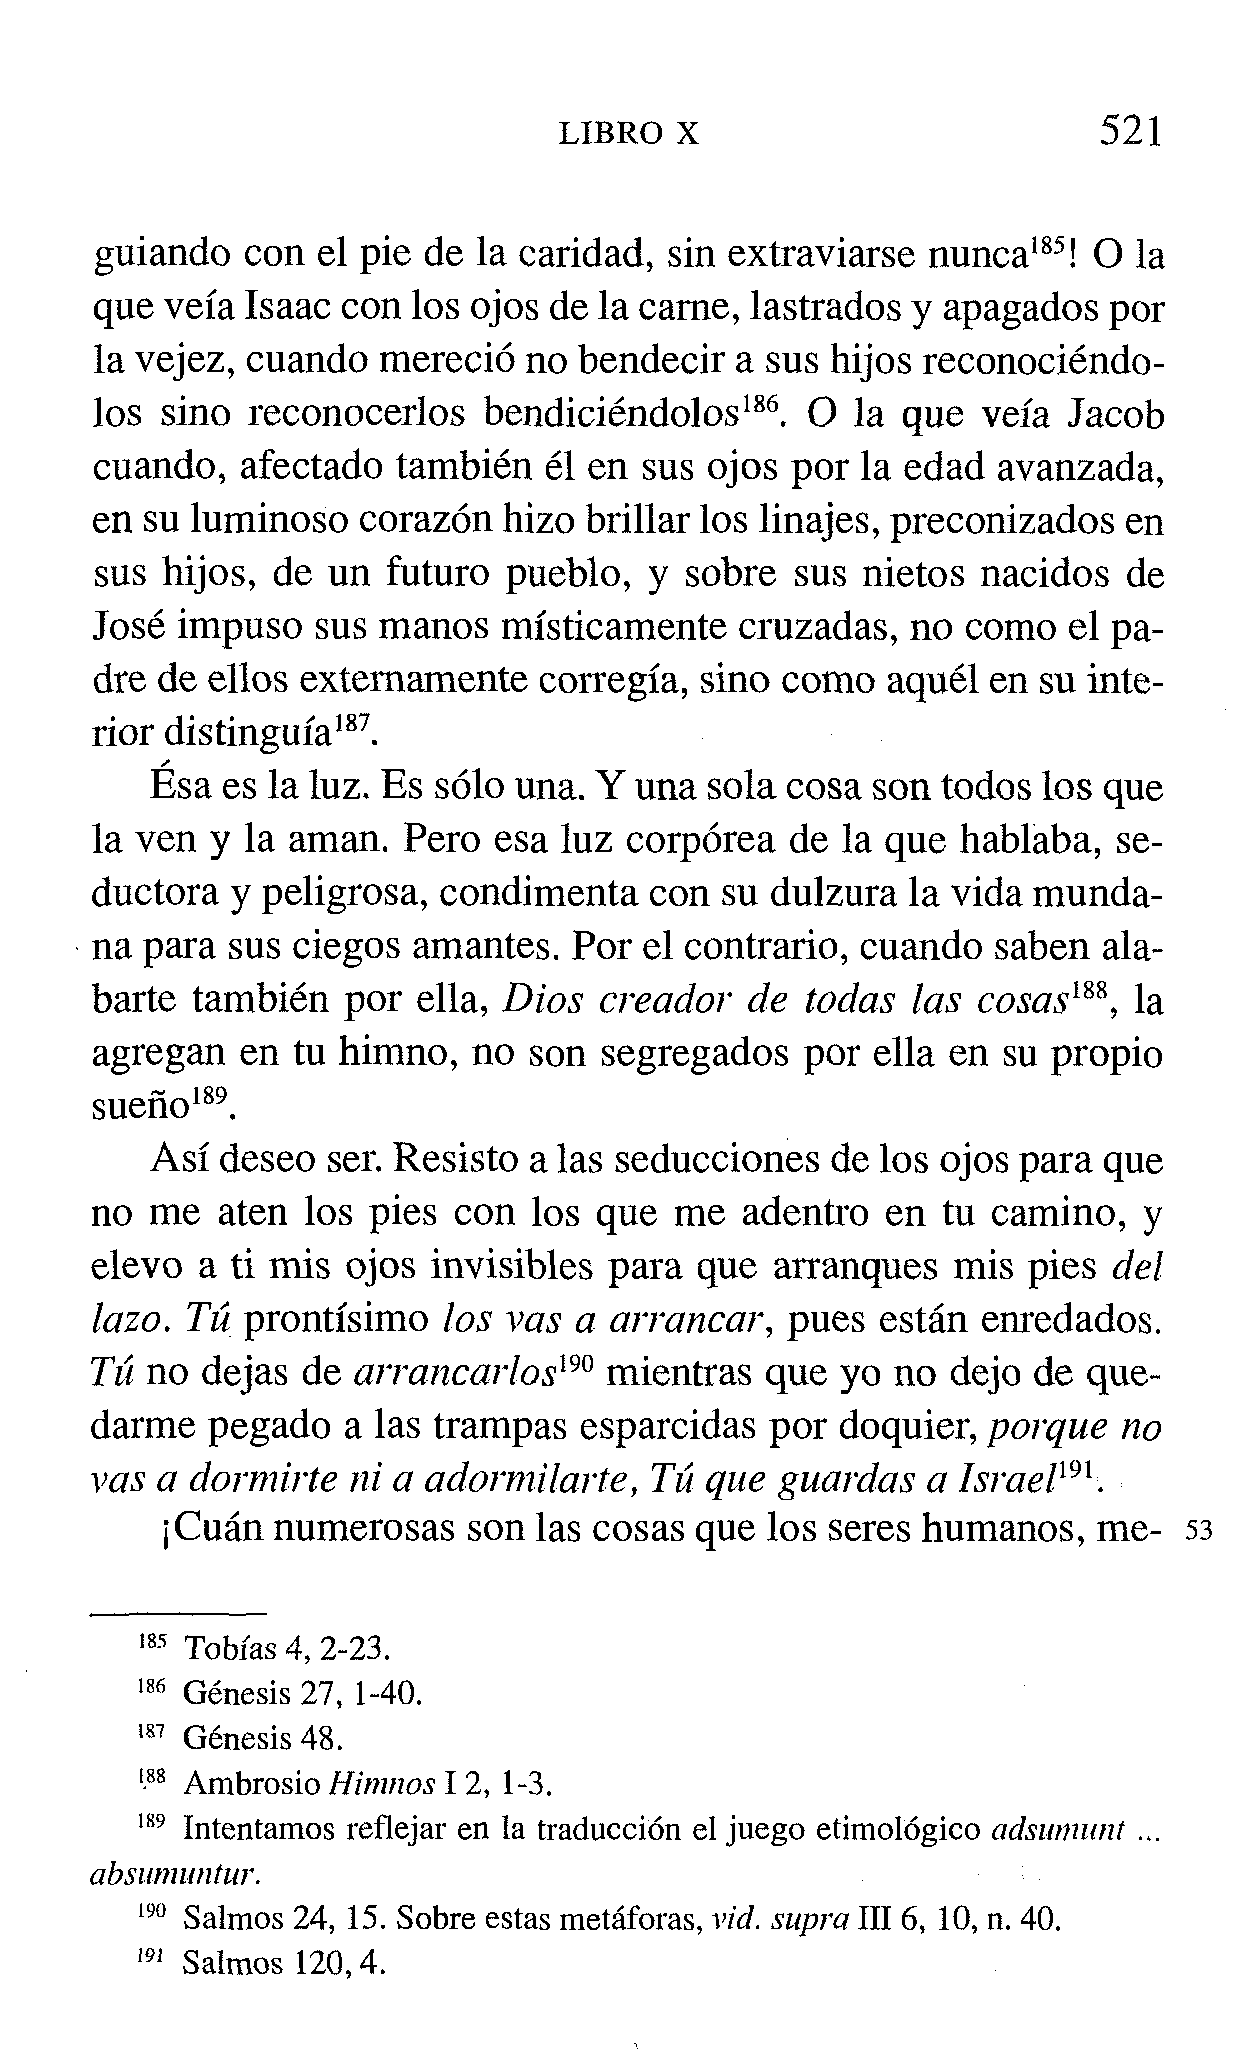 LIBRO X 521
guiando con el pie de la caridad, sin extraviarse nunca¹⁸⁵! O la
que veía Isaac con los ojos de la carne, lastrados y apagados por
la vejez, cuando mereció no bendecir a sus hijos reconociéndo-
los sino reconocerlos bendiciéndolos¹⁸⁶. O la que veía Jacob
cuando, afectado también él en sus ojos por la edad avanzada,
en su luminoso corazón hizo brillar los linajes, preconizados en
sus hijos, de un futuro pueblo, y sobre sus nietos nacidos de
José impuso sus manos místicamente cruzadas, no como el pa-
dre de ellos externamente corregía, sino como aquél en su inte-
rior distinguía¹⁸⁷.
Ésa es la luz. Es sólo una. Y una sola cosa son todos los que
la ven y la aman. Pero esa luz corpórea de la que hablaba, se-
ductora y peligrosa, condimenta con su dulzura la vida munda-
na para sus ciegos amantes. Por el contrario, cuando saben ala-
barte también por ella, Dios creador de todas las cosas¹⁸⁸, la
agregan en tu himno, no son segregados por ella en su propio
sueño¹⁸⁹.
Así deseo ser. Resisto a las seducciones de los ojos para que
no me aten los pies con los que me adentro en tu camino, y
elevo a ti mis ojos invisibles para que arranques mis pies del
lazo. Tú prontísimo los vas a arrancar, pues están enredados.
Tú no dejas de arrancarlos¹⁹⁰ mientras que yo no dejo de que-
darme pegado a las trampas esparcidas por doquier, porque no
vas a dormirte ni a adormilarte, Tú que guardas a Israel¹⁹¹.
¡Cuán numerosas son las cosas que los seres humanos, me- 53
¹⁸⁵ Tobías 4, 2-23.
¹⁸⁶ Génesis 27, 1-40.
¹⁸⁷ Génesis 48.
¹⁸⁸ Ambrosio Himnos I 2, 1-3.
¹⁸⁹ Intentamos reflejar en la traducción el juego etimológico adsumunt ...
absumuntur.
¹⁹⁰ Salmos 24, 15. Sobre estas metáforas, vid. supra III 6, 10, n. 40.
¹⁹¹ Salmos 120, 4.